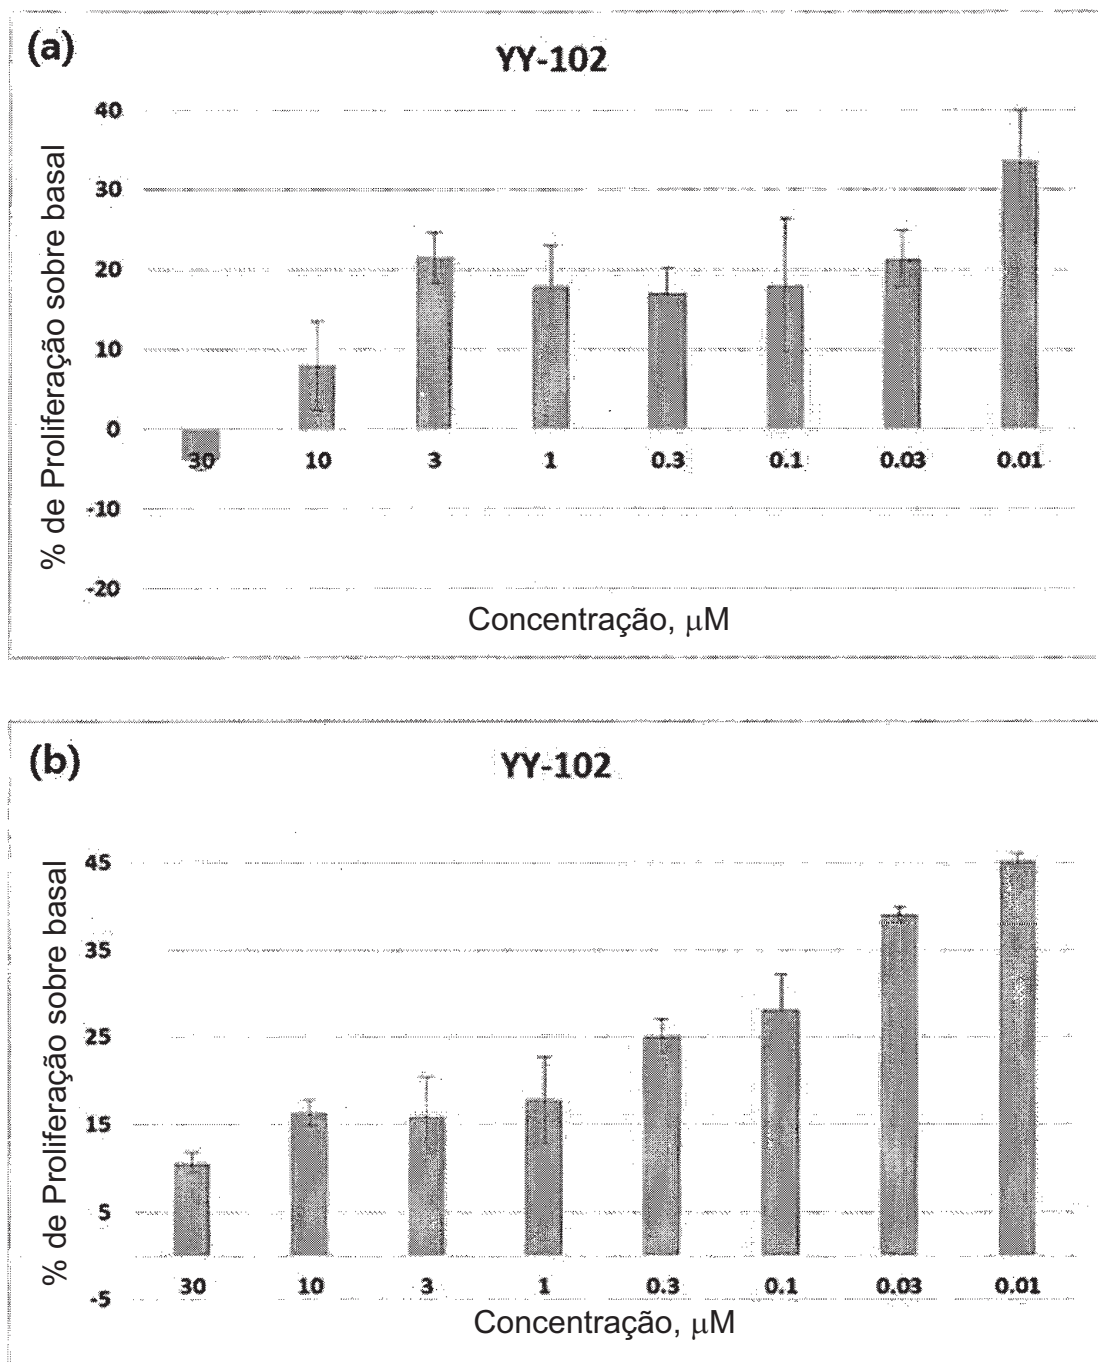 (a)
YY-102
% de Proliferação sobre basal
40
30
20
10
0
-10
-20
30 10 3 1 0.3 0.1 0.03 0.01
Concentração, μM
(b)
YY-102
% de Proliferação sobre basal
45
35
25
15
5
-5
30 10 3 1 0.3 0.1 0.03 0.01
Concentração, μM